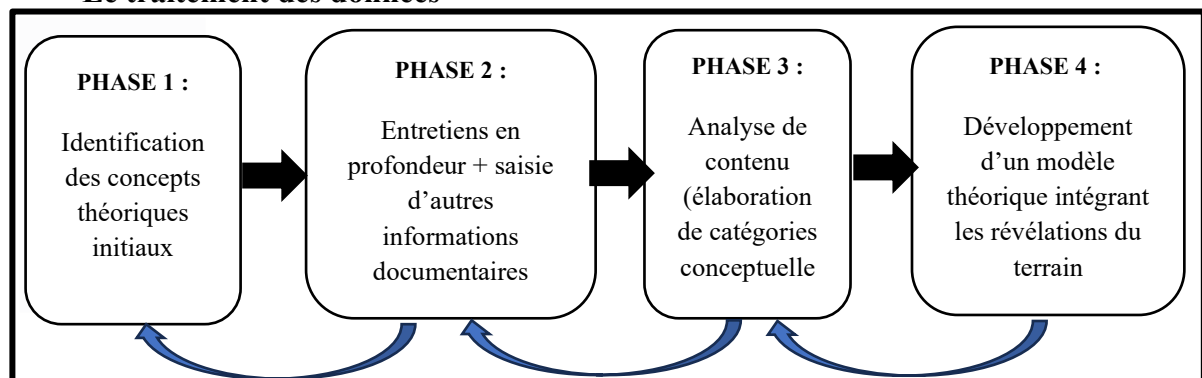 Le traitement des données
PHASE 1 :
Identification
des concepts
théoriques
initiaux
PHASE 2 :
Entretiens en
profondeur + saisie
d’autres
informations
documentaires
PHASE 3 :
Analyse de
contenu
(élaboration
de catégories
conceptuelle
PHASE 4 :
Développement
d’un modèle
théorique intégrant
les révélations du
terrain